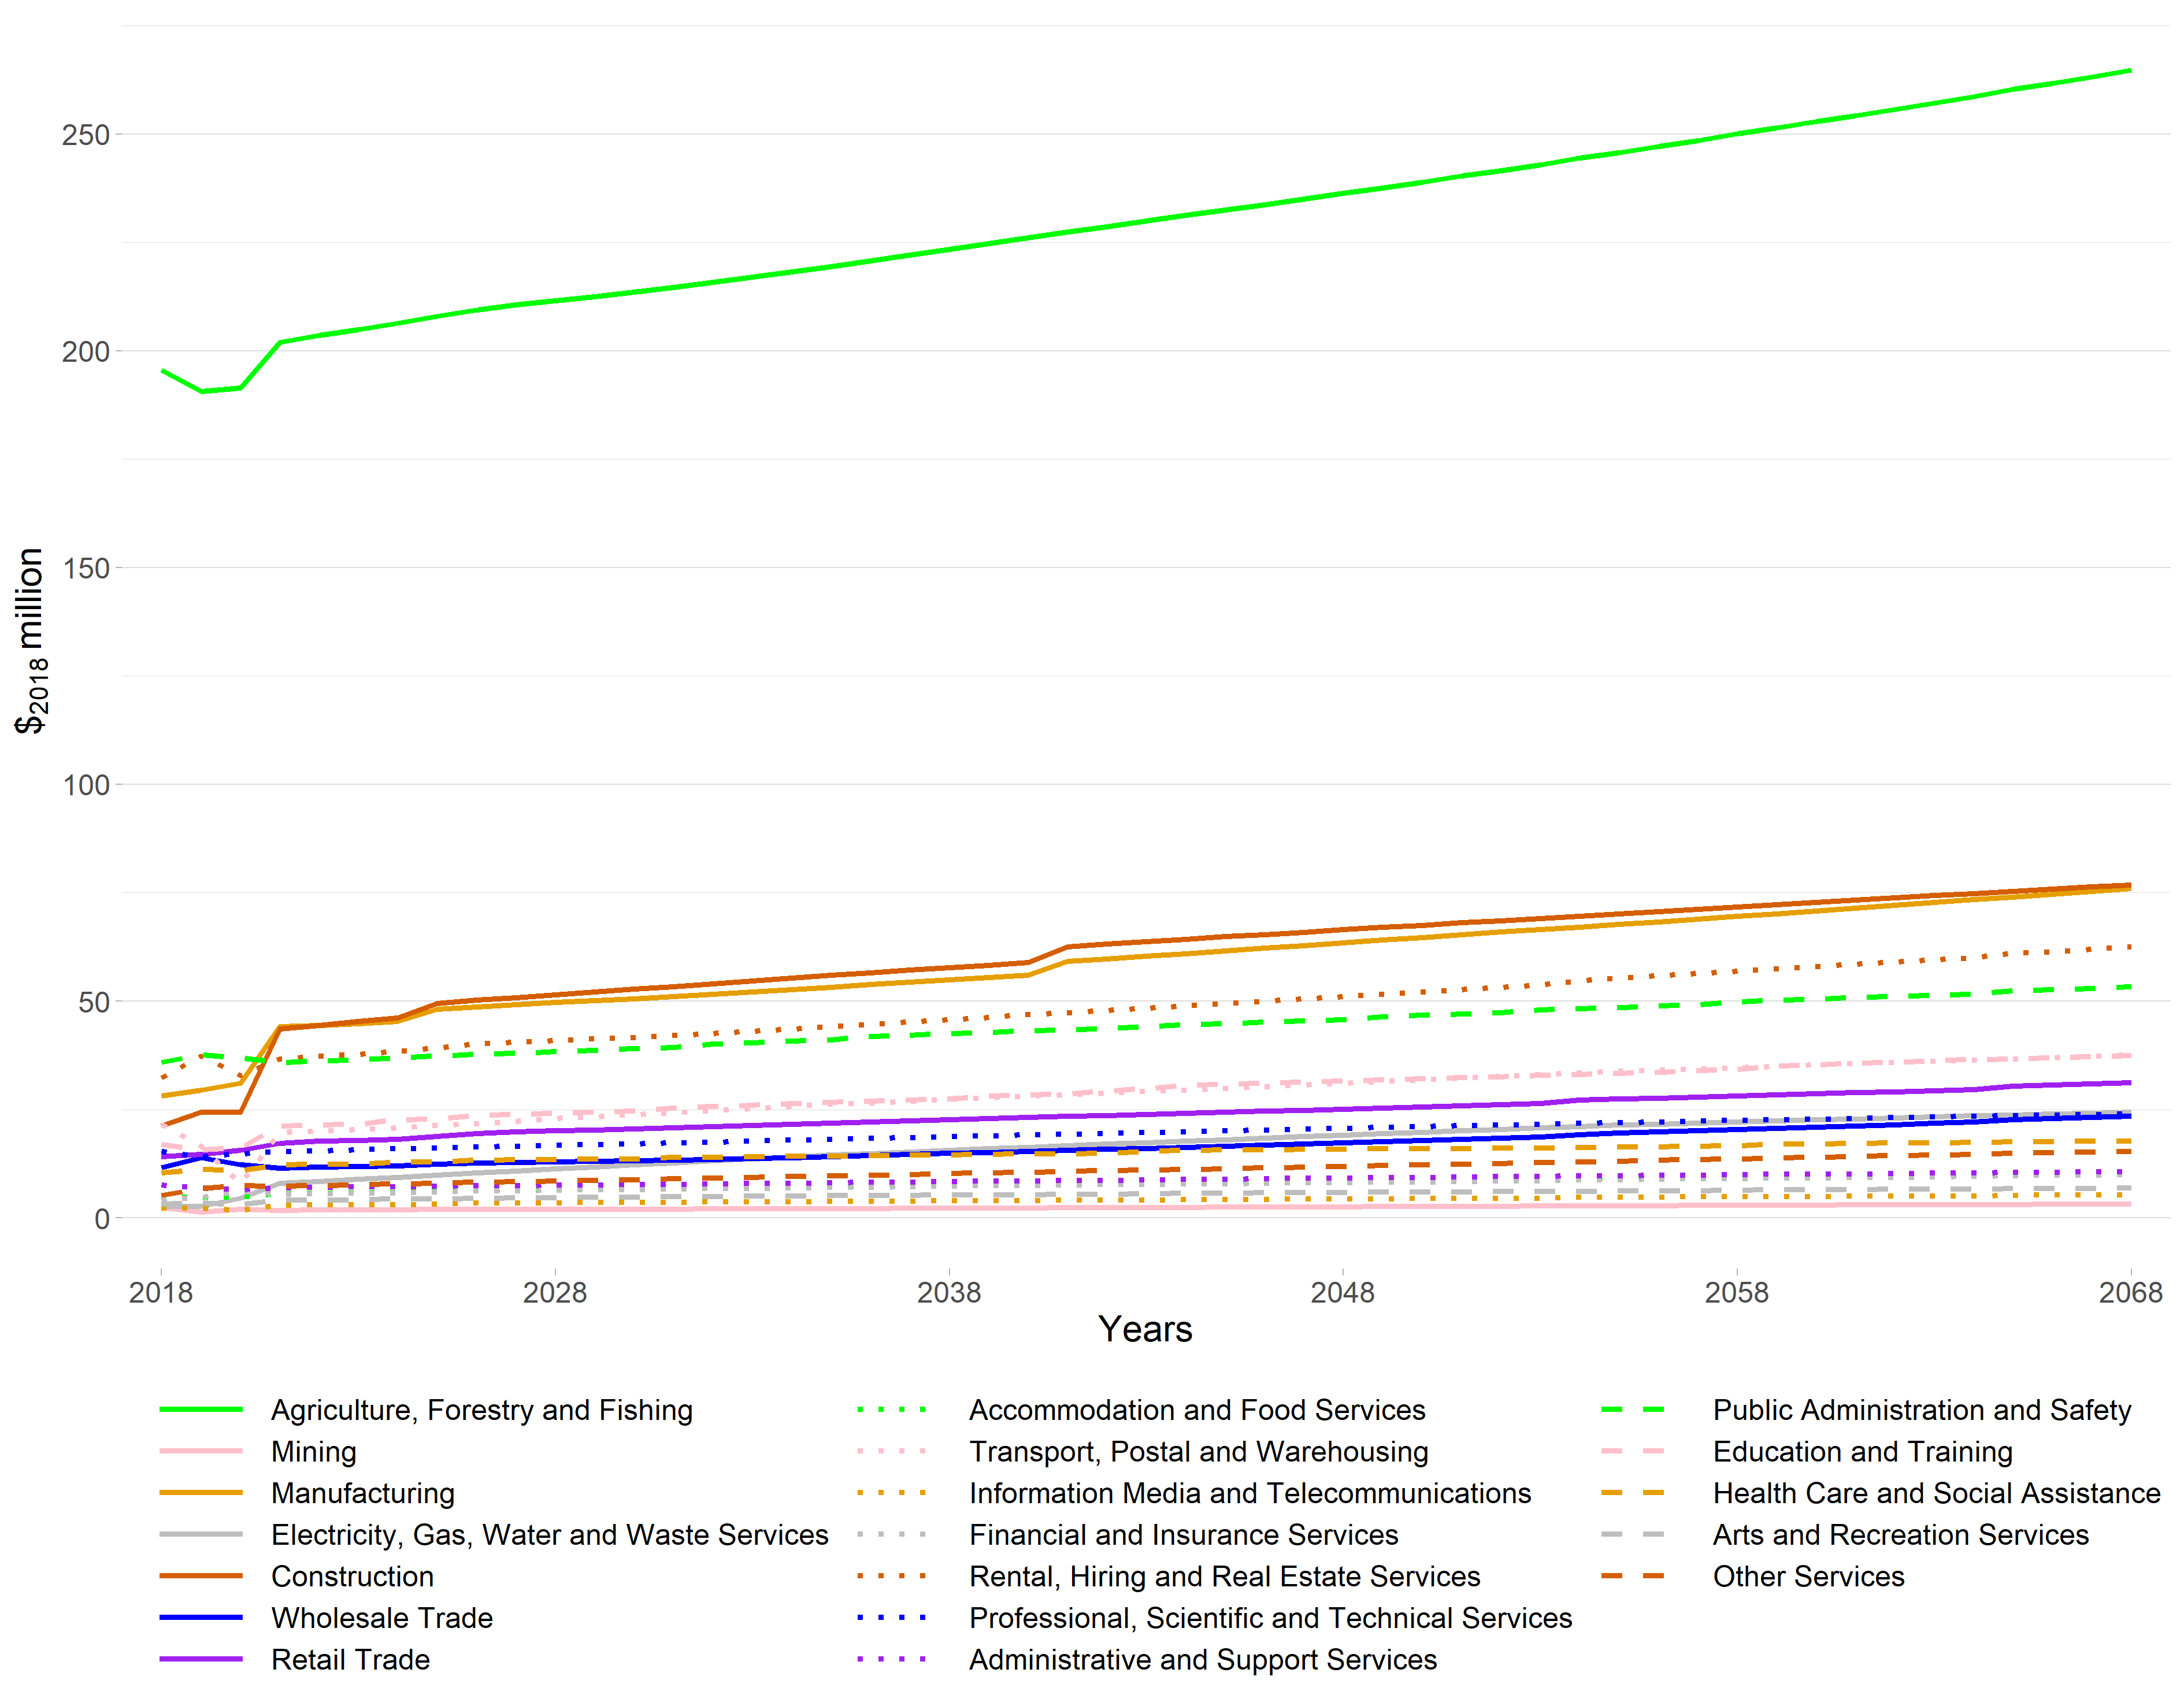 250
200
150
100
50
0
$2018 million
2018 2028 2038 2048 2058 2068
Years
Agriculture, Forestry and Fishing
Mining
Manufacturing
Electricity, Gas, Water and Waste Services
Construction
Wholesale Trade
Retail Trade
Accommodation and Food Services
Transport, Postal and Warehousing
Information Media and Telecommunications
Financial and Insurance Services
Rental, Hiring and Real Estate Services
Professional, Scientific and Technical Services
Administrative and Support Services
Public Administration and Safety
Education and Training
Health Care and Social Assistance
Arts and Recreation Services
Other Services